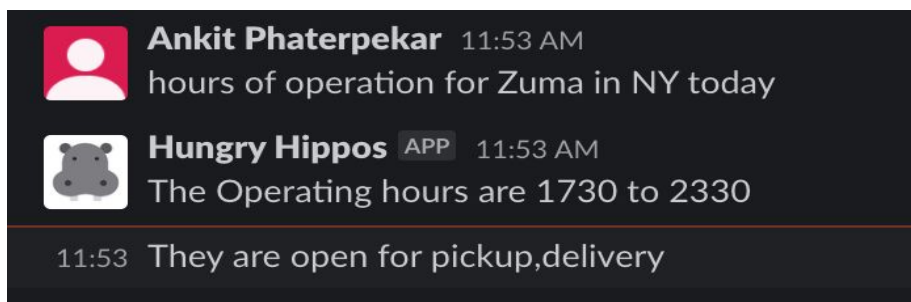 Ankit Phaterpekar 11:53 AM
hours of operation for Zuma in NY today
Hungry Hippos APP 11:53 AM
The Operating hours are 1730 to 2330
11:53 They are open for pickup,delivery